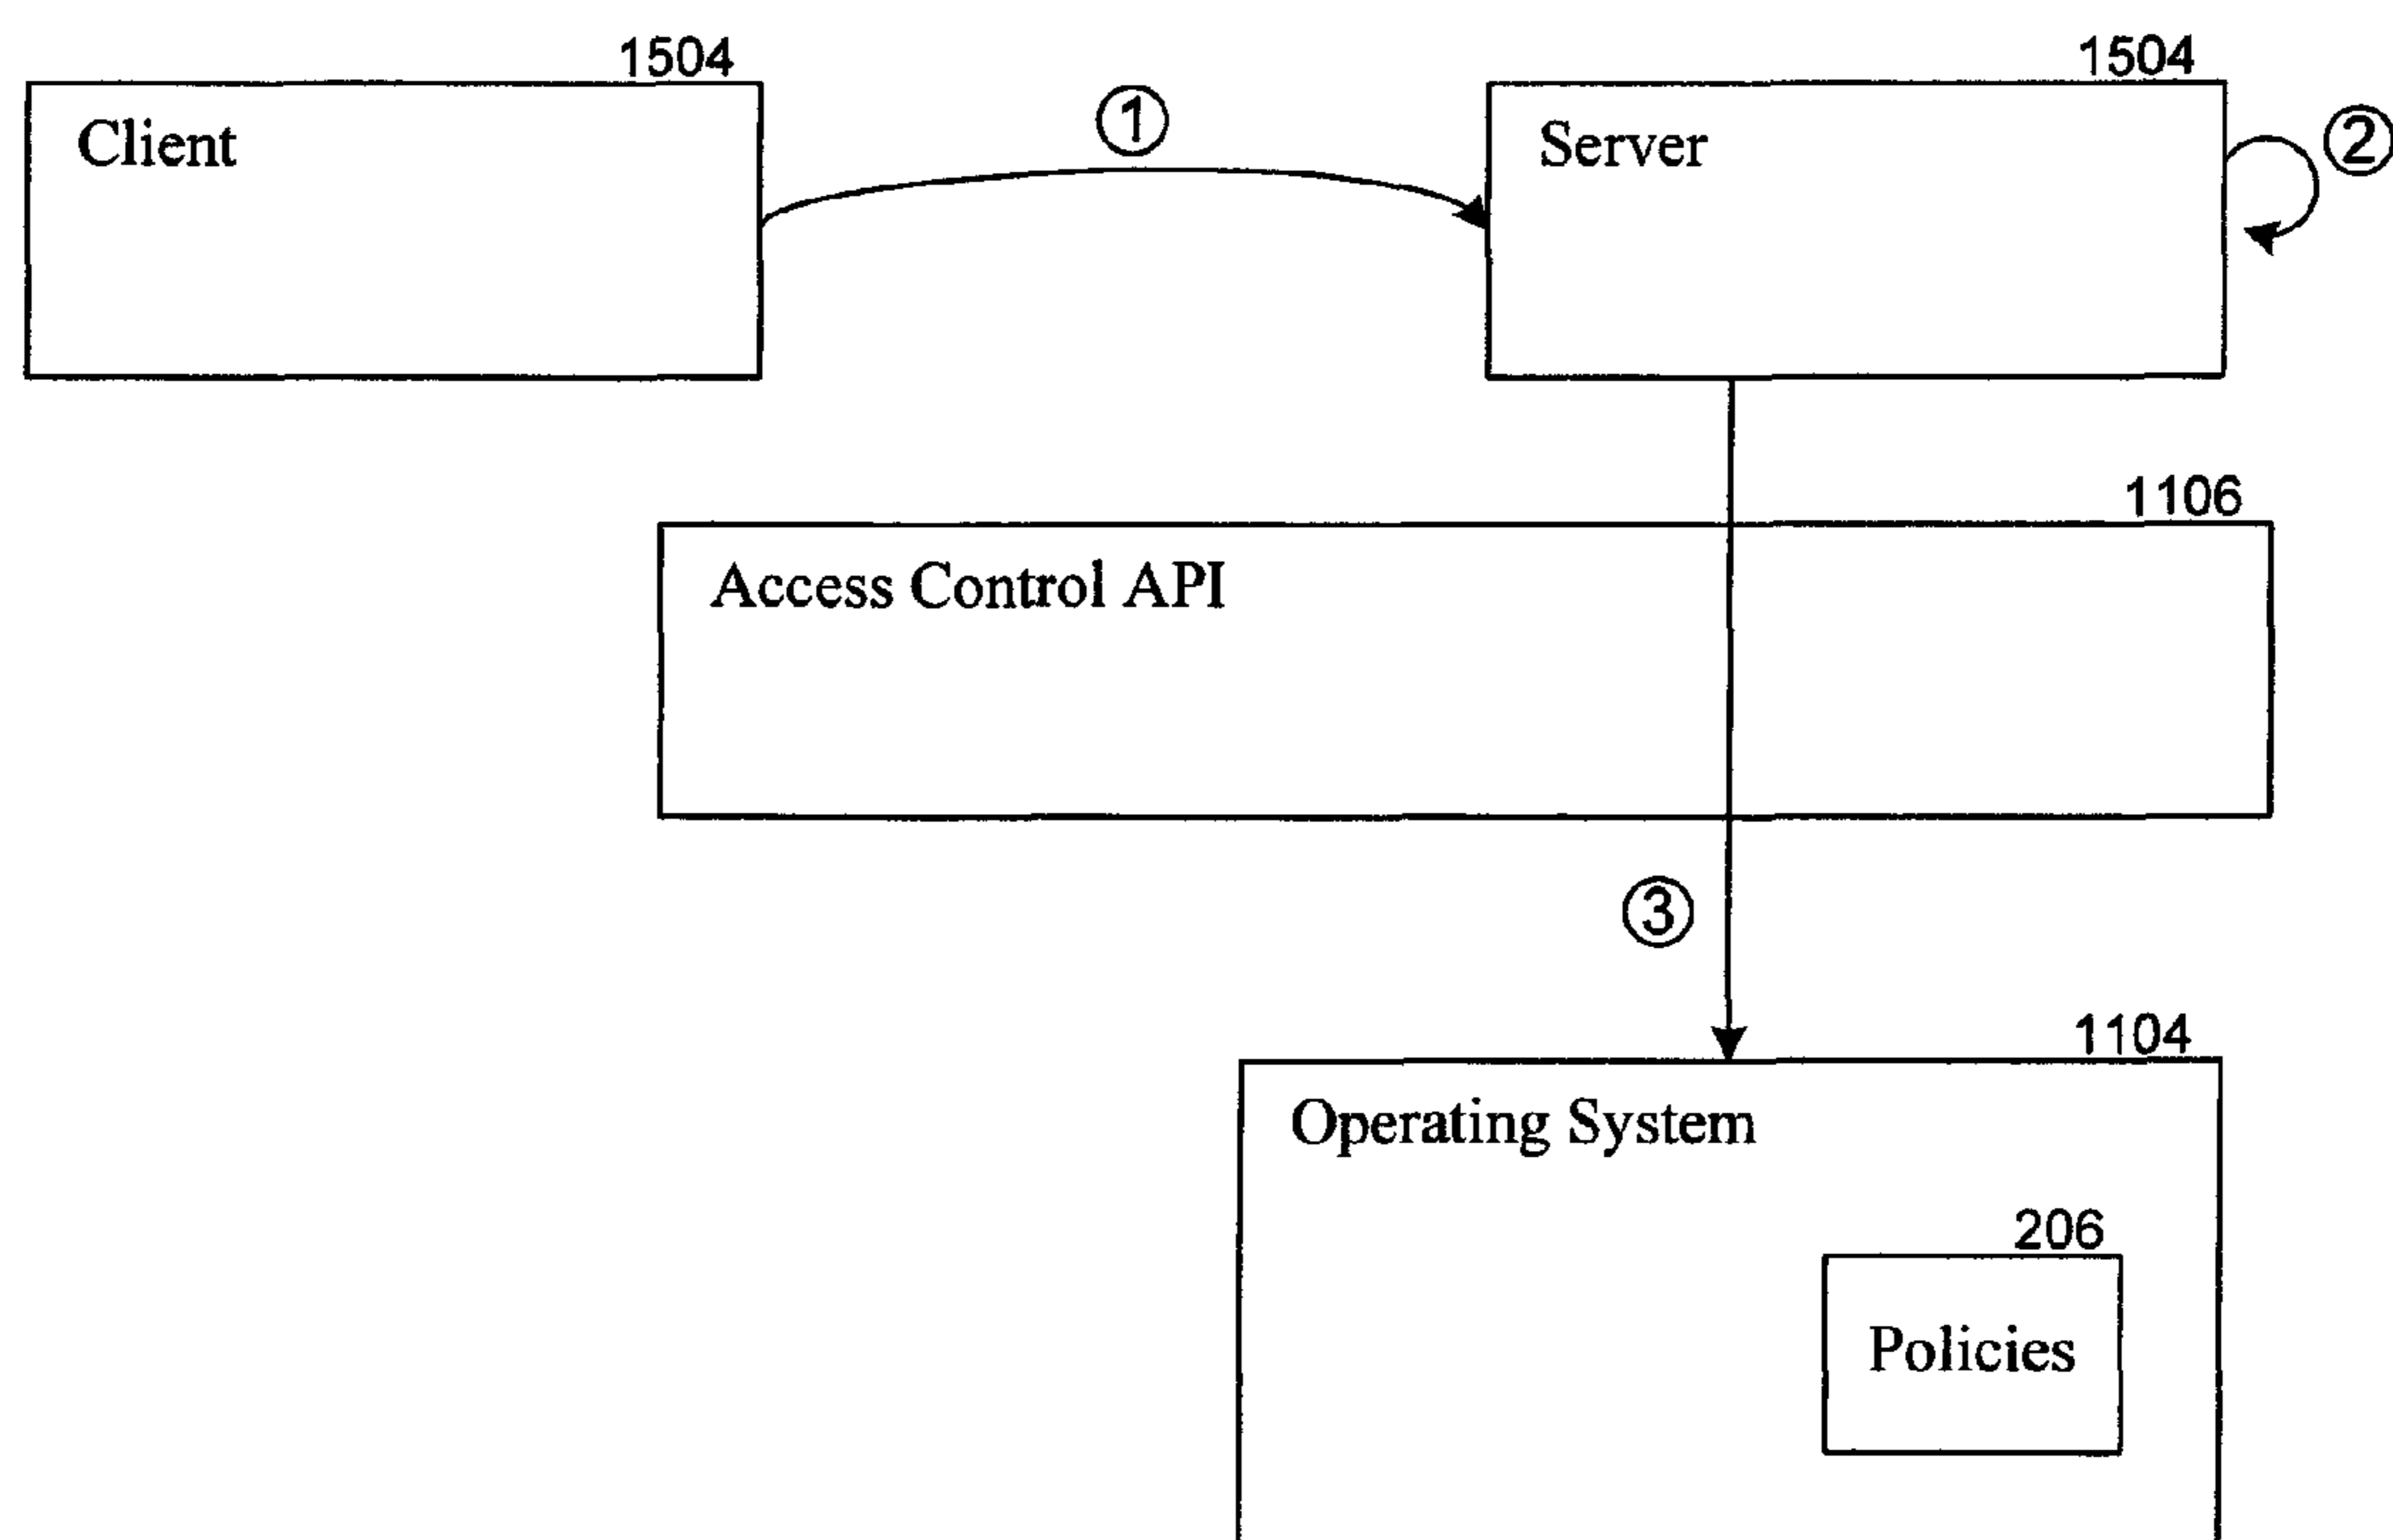 1504
1504
Client
①
Server
②
1106
Access Control API
③
1104
Operating System
206
Policies